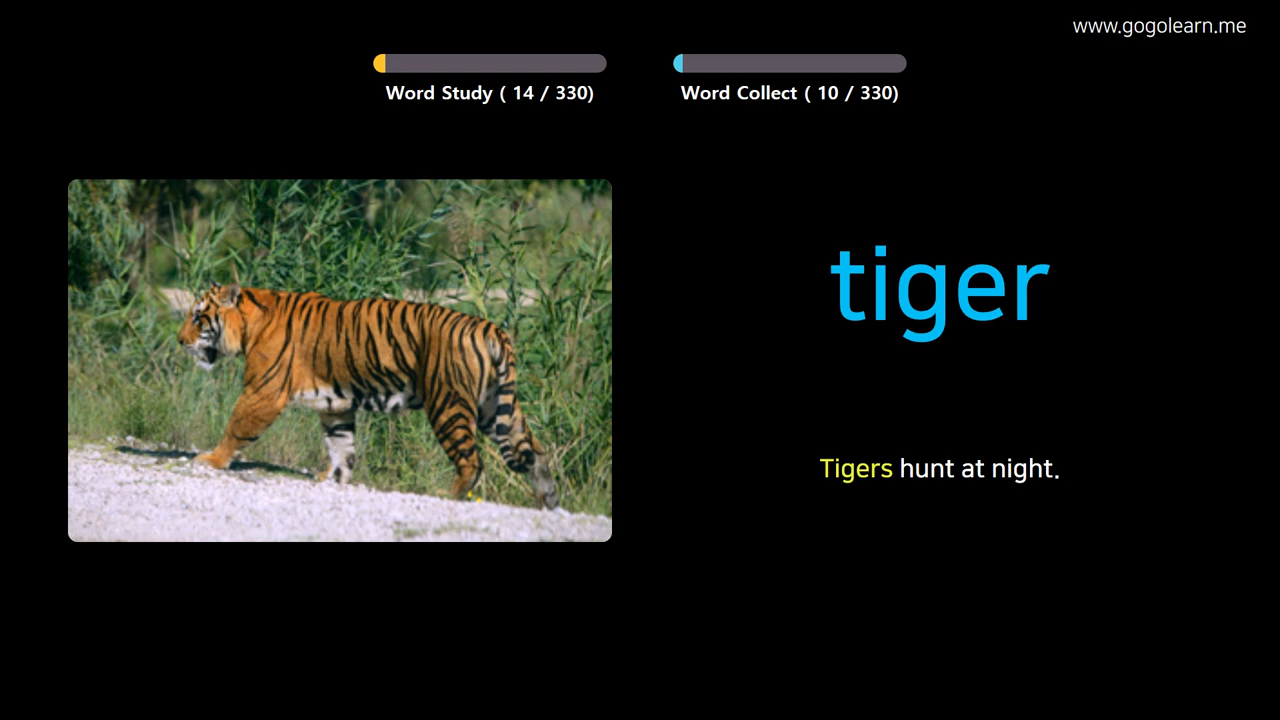 www.gogolearn.me
Word Study ( 14 / 330)
Word Collect ( 10 / 330)
tiger
Tigers hunt at night.